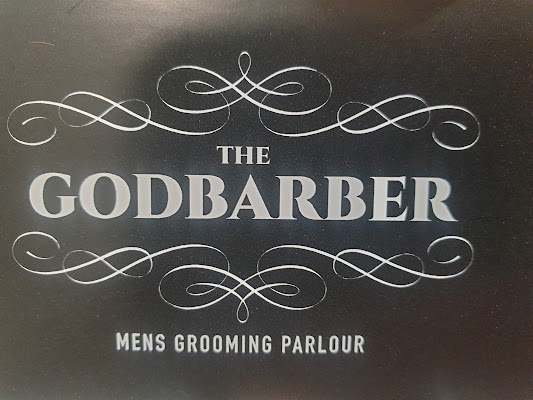 THE
GODBARBER
MENS GROOMING PARLOUR